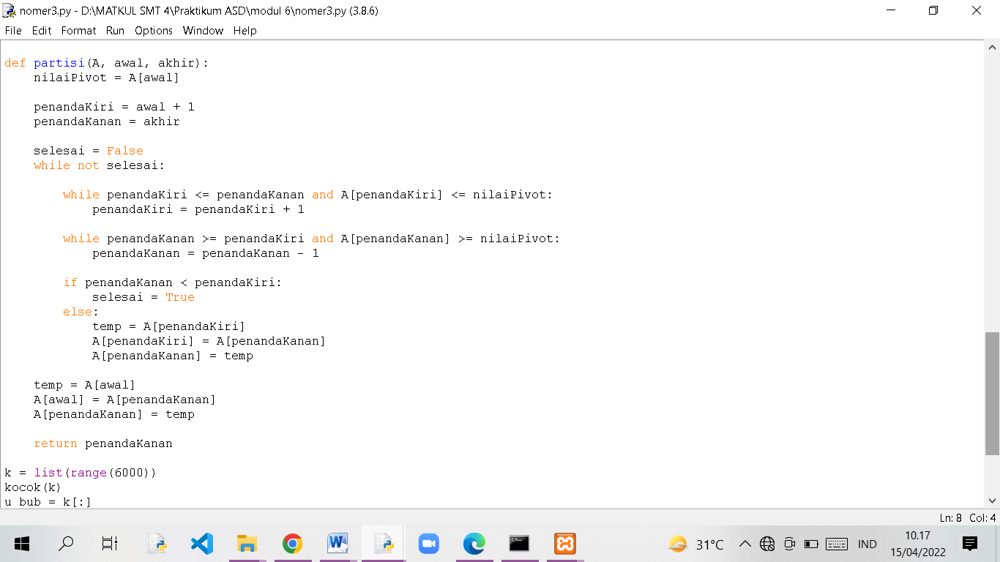 nomer3.py - D:\MATKUL SMT 4\Praktikum ASD\modul 6\nomer3.py (3.8.6)
File Edit Format Run Options Window Help
def partisi(A, awal, akhir):
    nilaiPivot = A[awal]
    penandaKiri = awal + 1
    penandaKanan = akhir
    selesai = False
    while not selesai:
        while penandaKiri <= penandaKanan and A[penandaKiri] <= nilaiPivot:
            penandaKiri = penandaKiri + 1
        while penandaKanan >= penandaKiri and A[penandaKanan] >= nilaiPivot:
            penandaKanan = penandaKanan - 1
        if penandaKanan < penandaKiri:
            selesai = True
        else:
            temp = A[penandaKiri]
            A[penandaKiri] = A[penandaKanan]
            A[penandaKanan] = temp
    temp = A[awal]
    A[awal] = A[penandaKanan]
    A[penandaKanan] = temp
    return penandaKanan
k = list(range(6000))
kocok(k)
u bub = k[:]
Ln: 8 Col: 4
31°C IND 10.17
15/04/2022